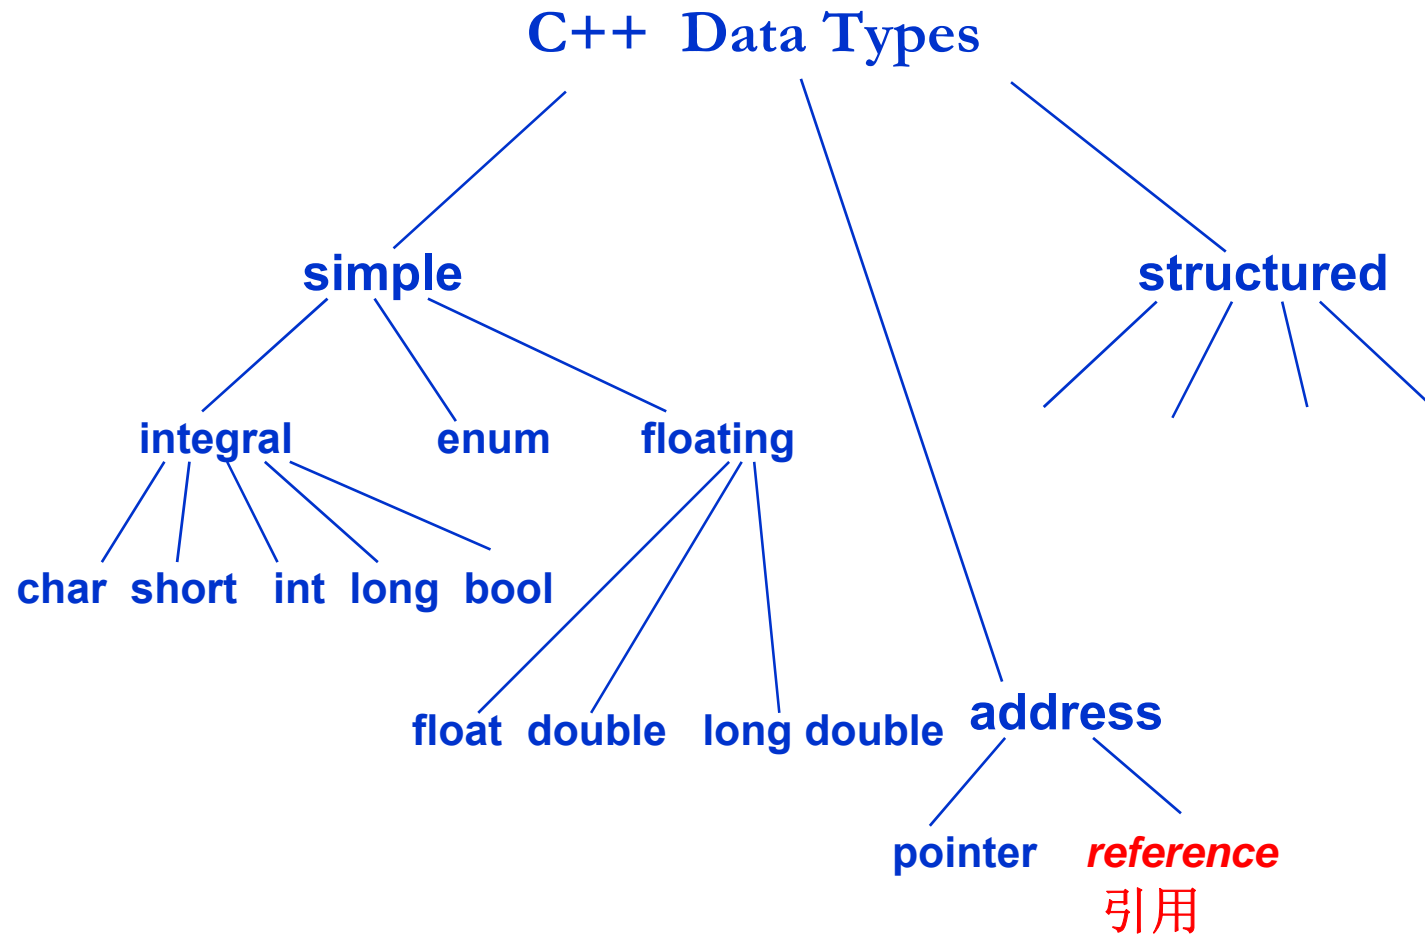 C++ Data Types
simple
structured
integral enum floating
char short int long bool
float double long double
address
pointer reference
引用